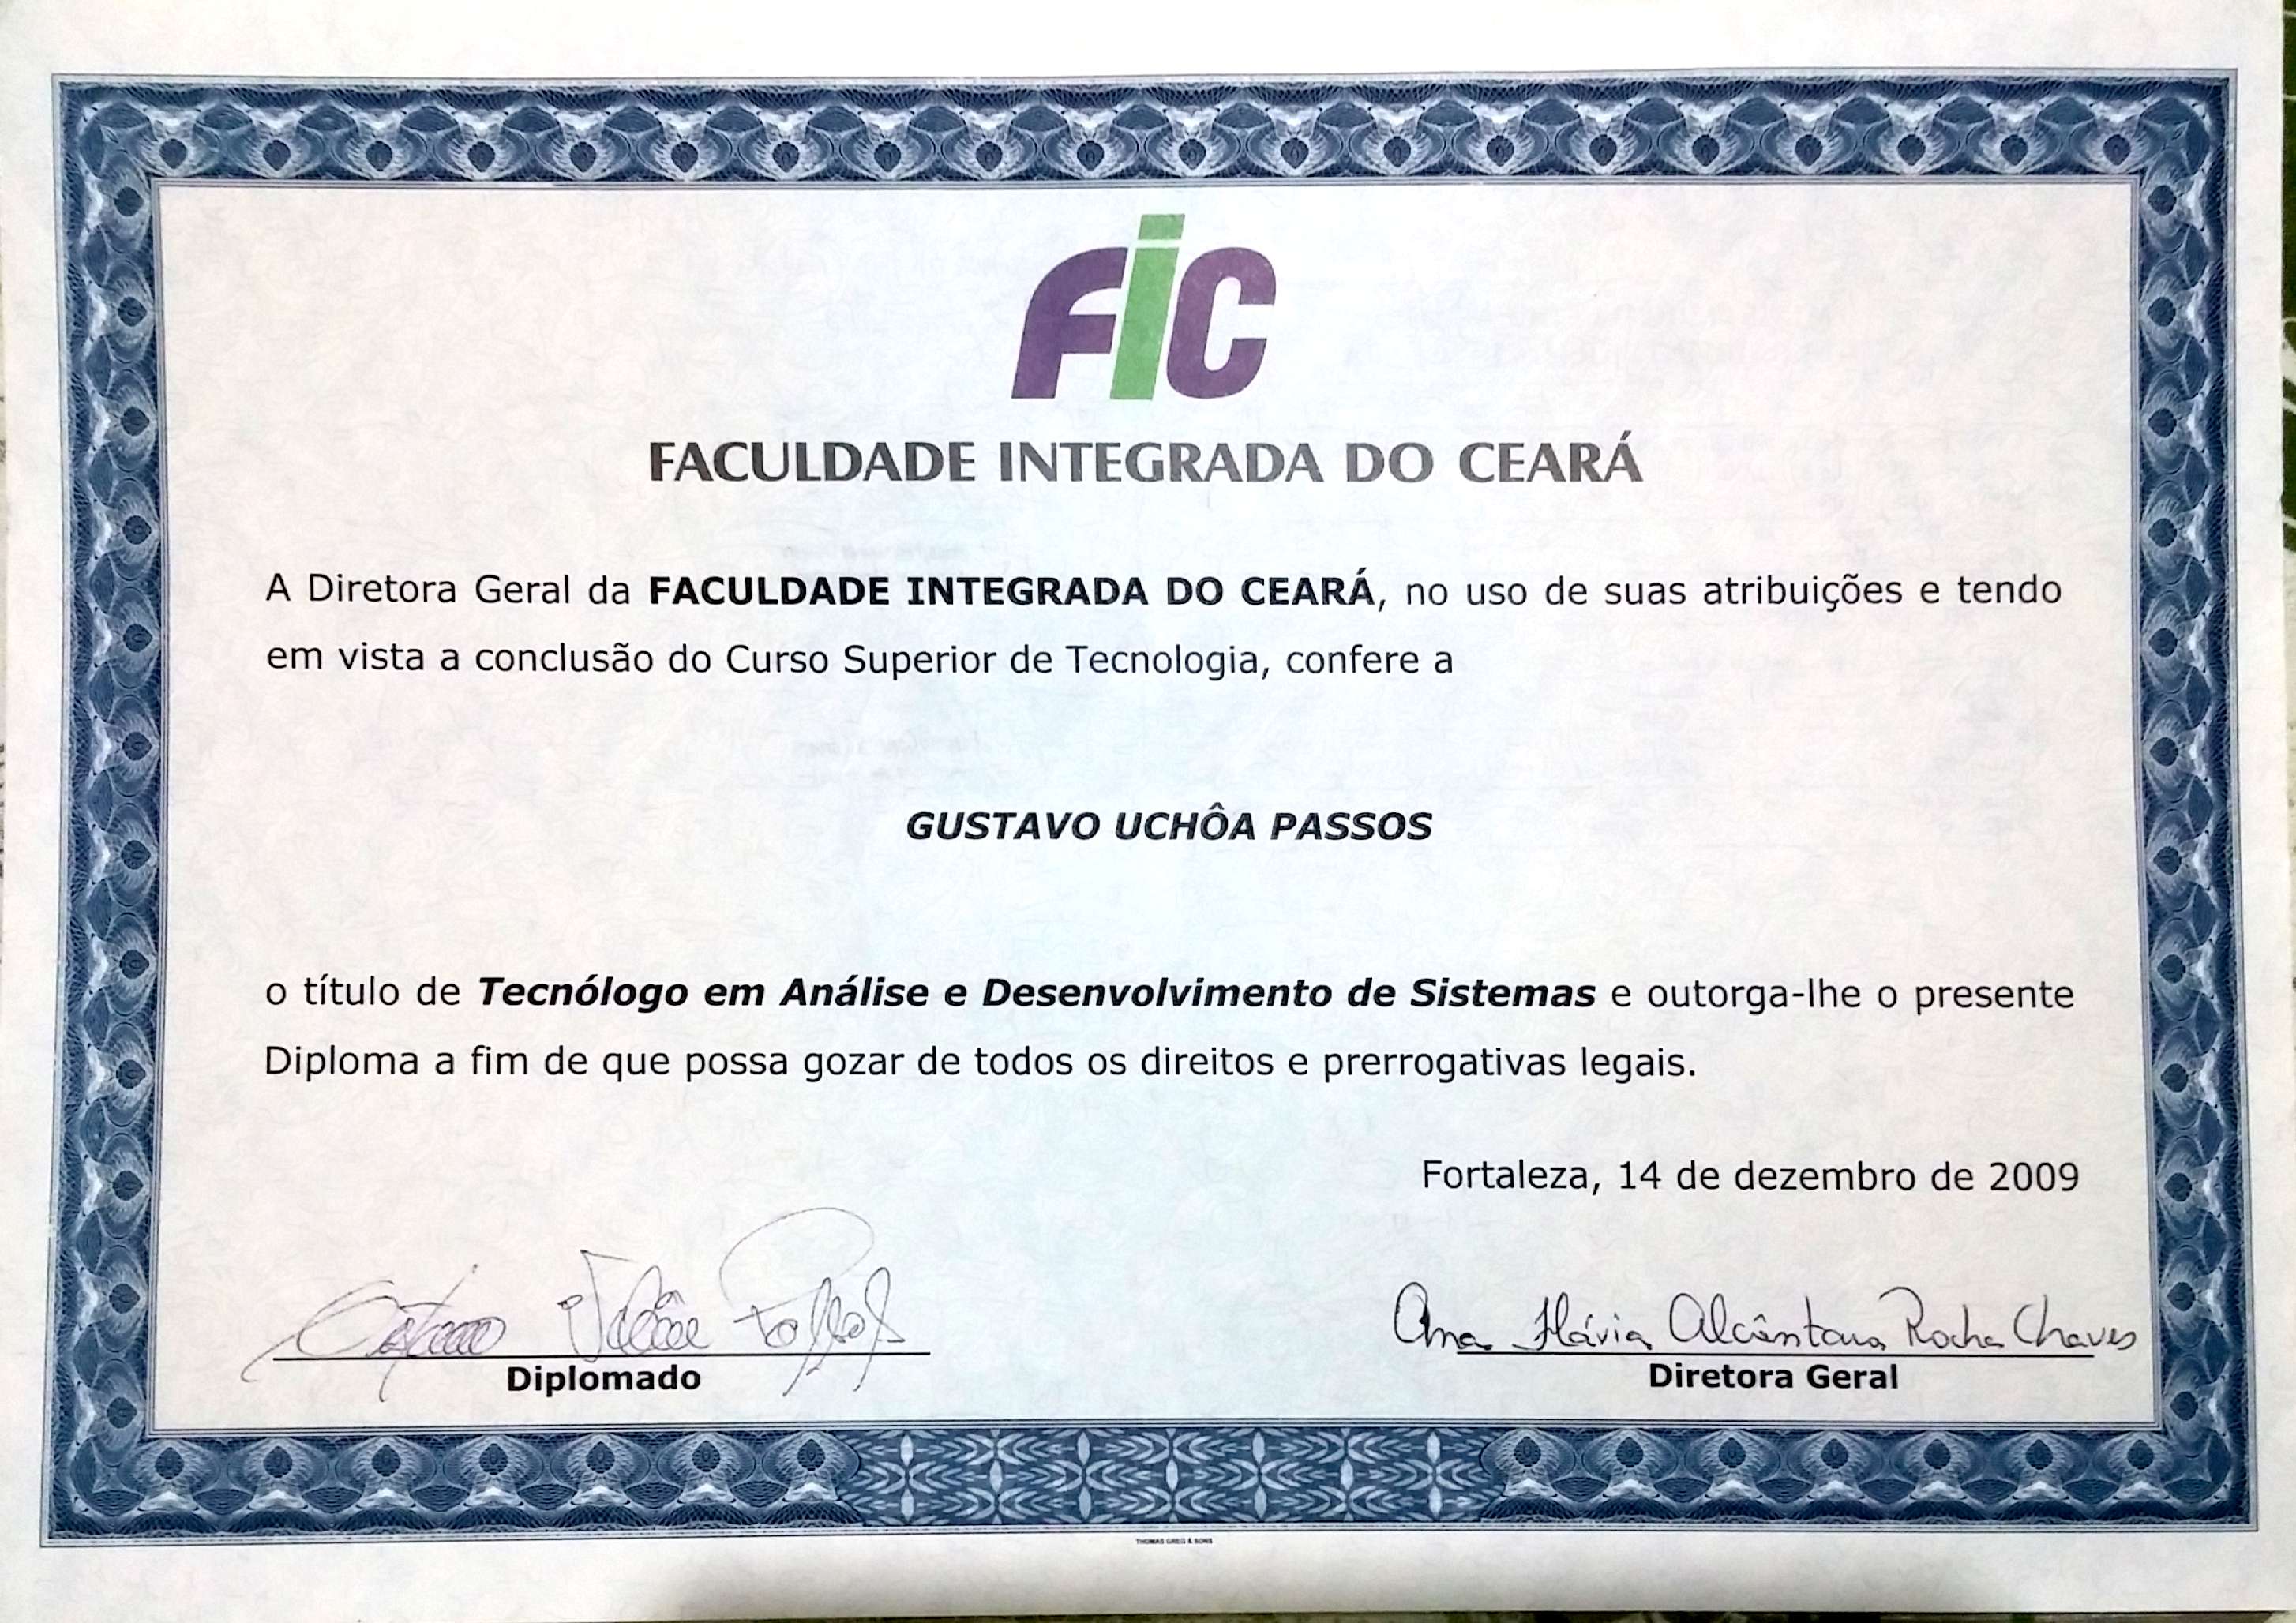 FIC
FACULDADE INTEGRADA DO CEARÁ
A Diretora Geral da FACULDADE INTEGRADA DO CEARÁ, no uso de suas atribuições e tendo
em vista a conclusão do Curso Superior de Tecnologia, confere a
GUSTAVO UCHÔA PASSOS
o título de Tecnólogo em Análise e Desenvolvimento de Sistemas e outorga-lhe o presente
Diploma a fim de que possa gozar de todos os direitos e prerrogativas legais.
Fortaleza, 14 de dezembro de 2009
Gustavo Uchôa Passos
Ana Flávia Alcântara Rocha Chaves
Diplomado
Diretora Geral
THOMAS GREG & SONS